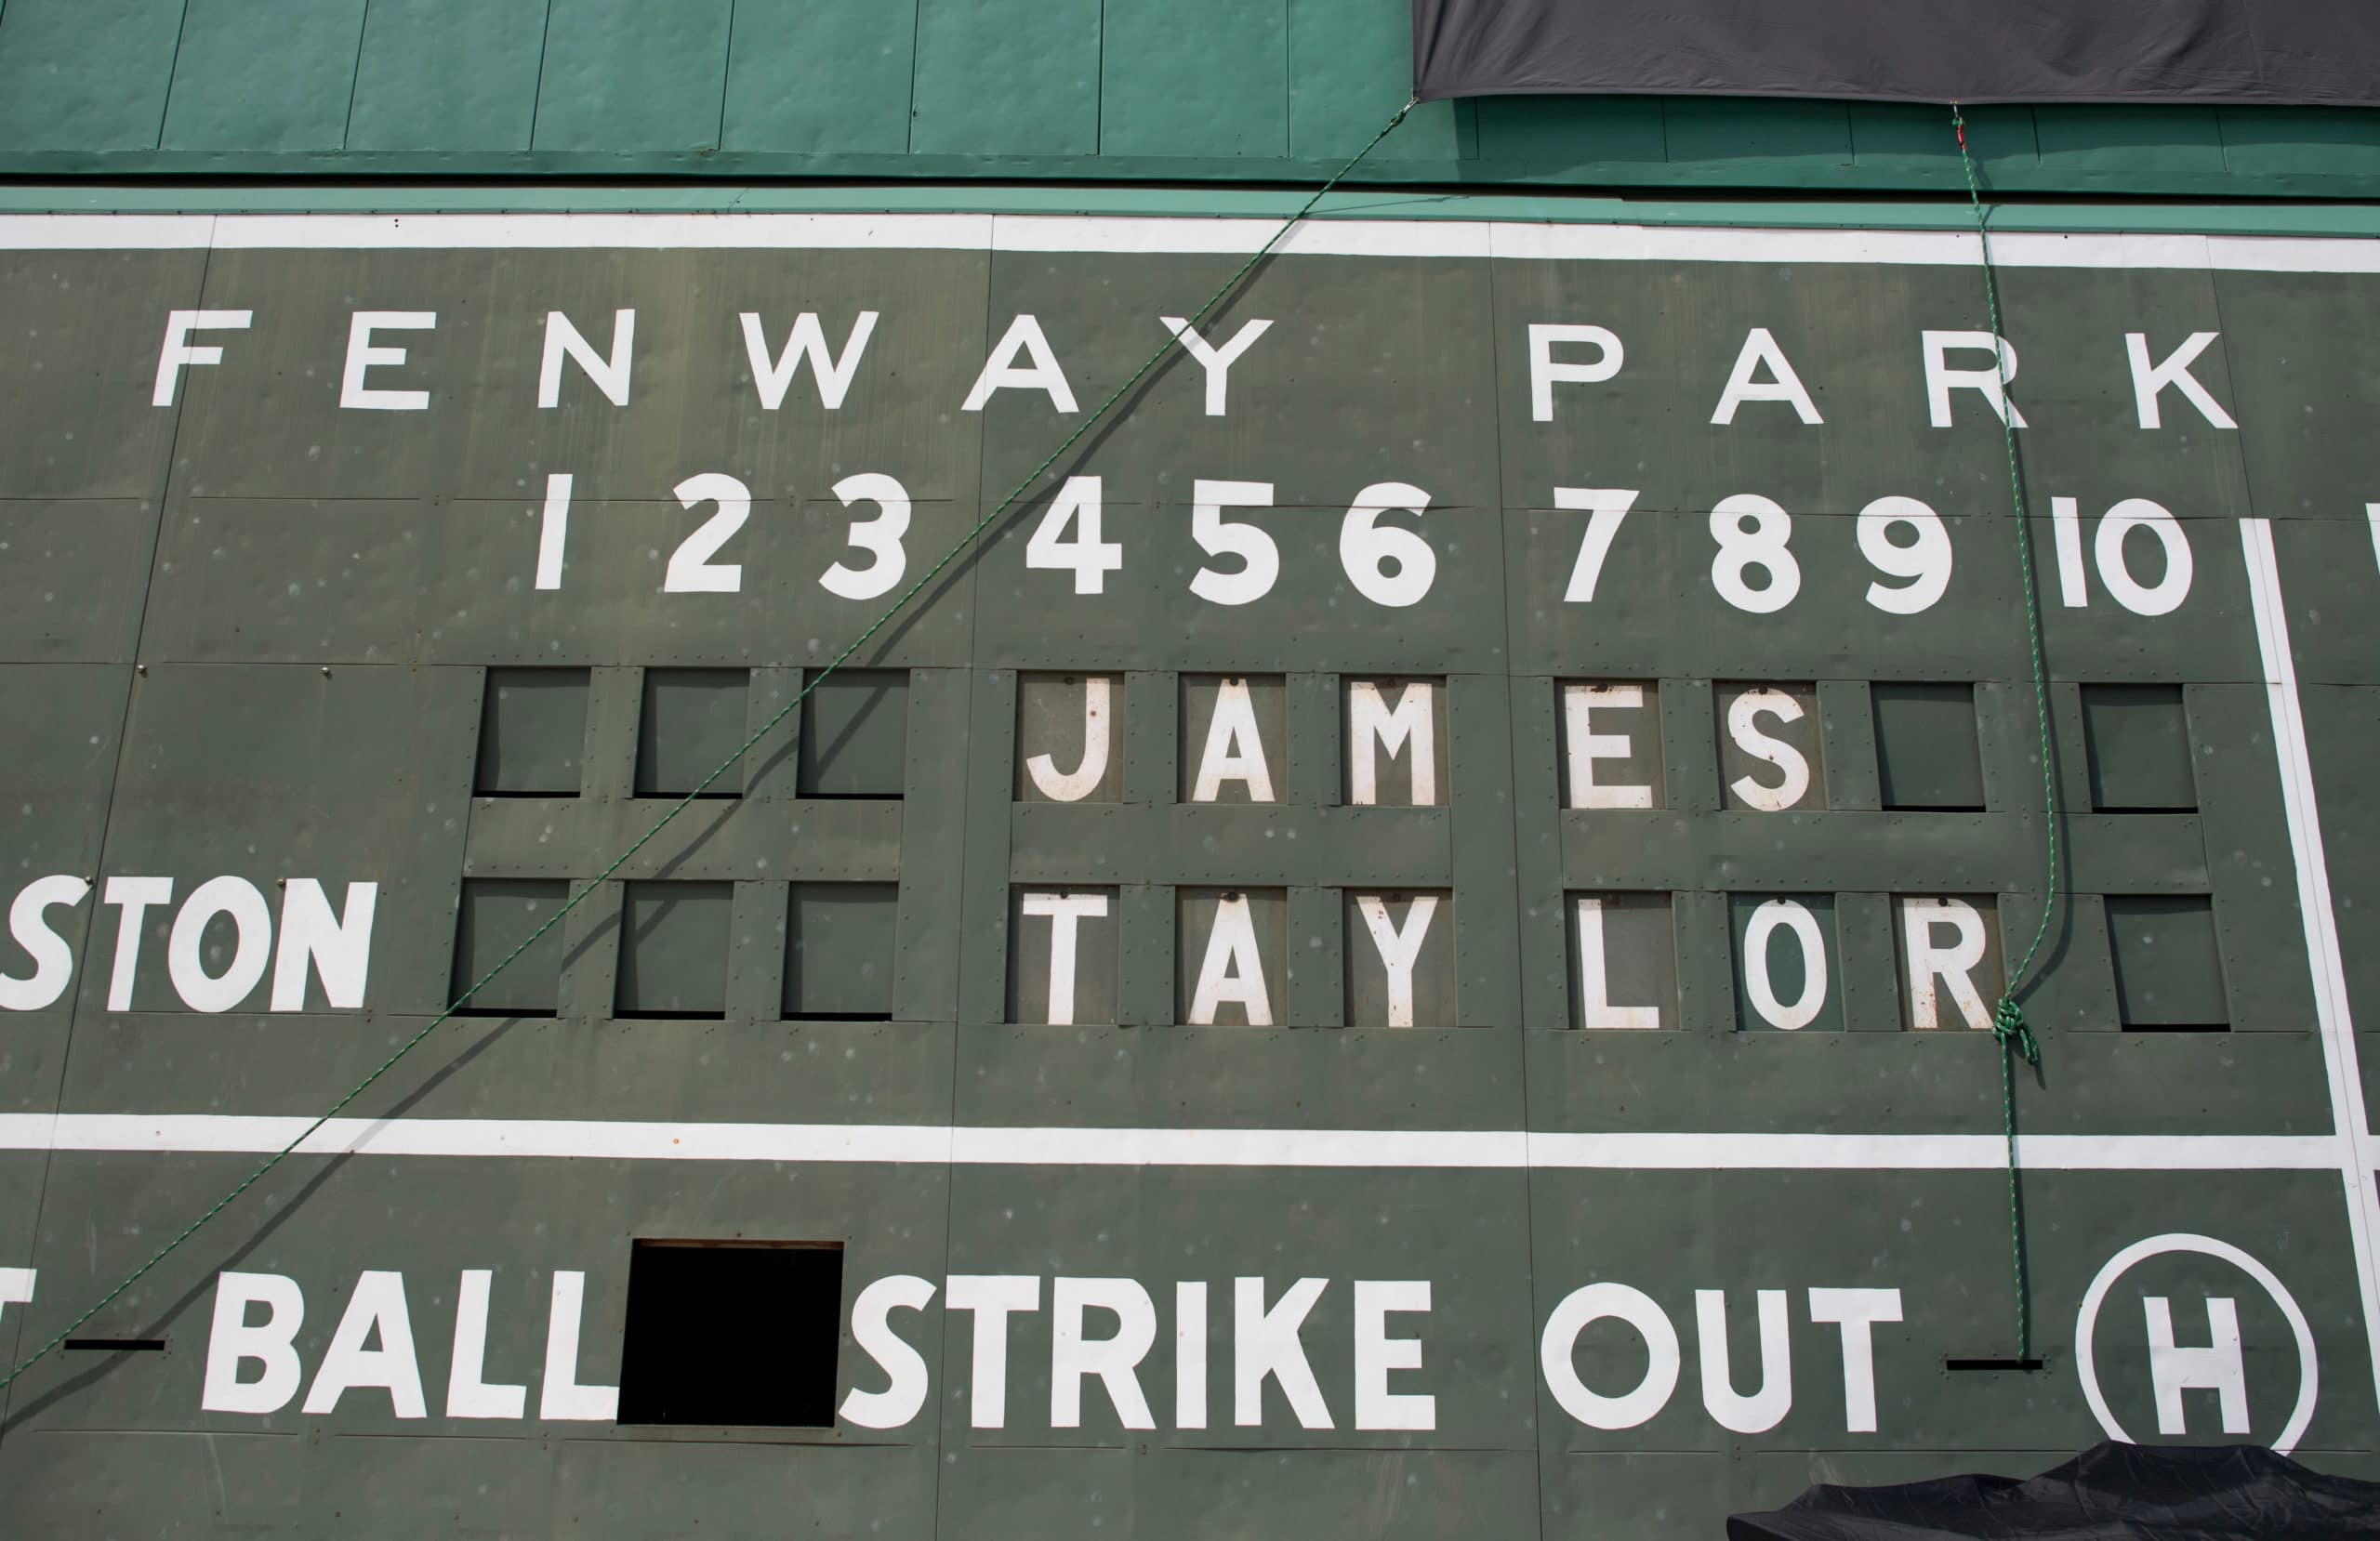 FENWAY PARK
1 2 3 4 5 6 7 8 9 10
JAMES
STON TAYLOR
BALL STRIKE OUT H